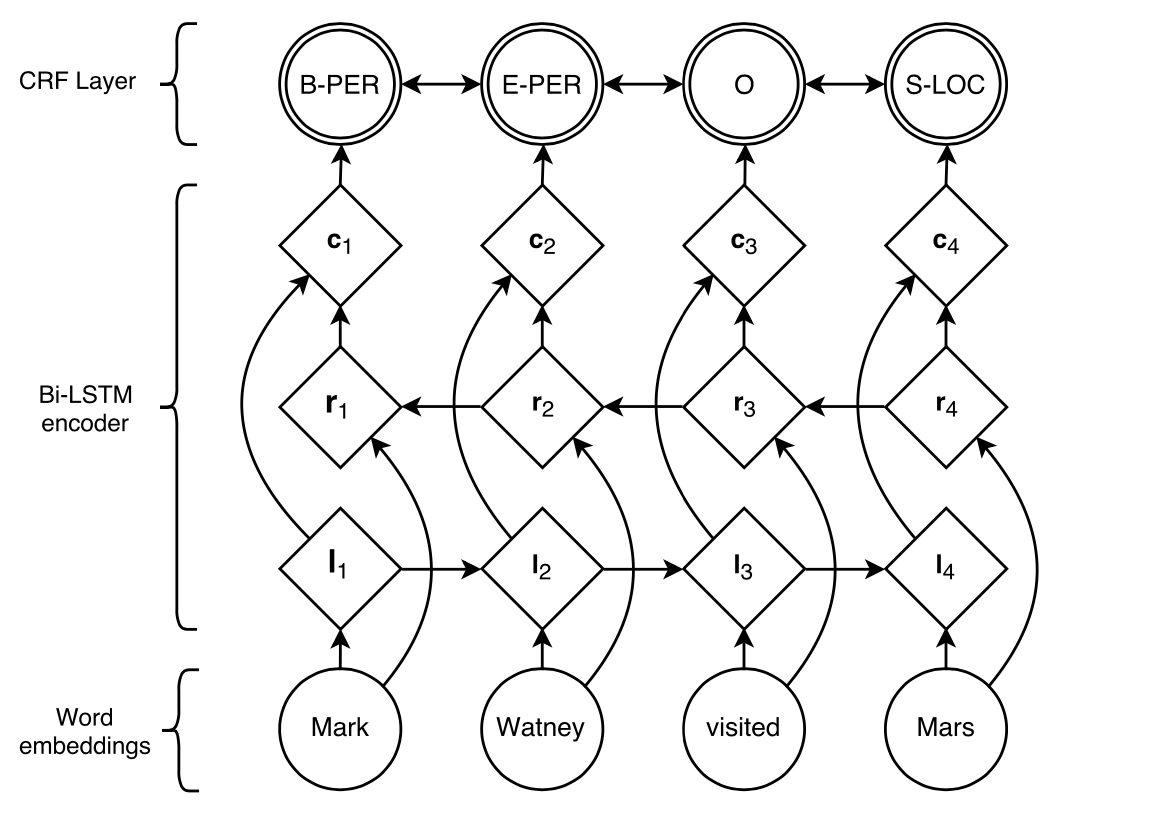 CRF Layer
B-PER
E-PER
O
S-LOC
c1
c2
c3
c4
Bi-LSTM
encoder
r1
r2
r3
r4
l1
l2
l3
l4
Word
embeddings
Mark
Watney
visited
Mars